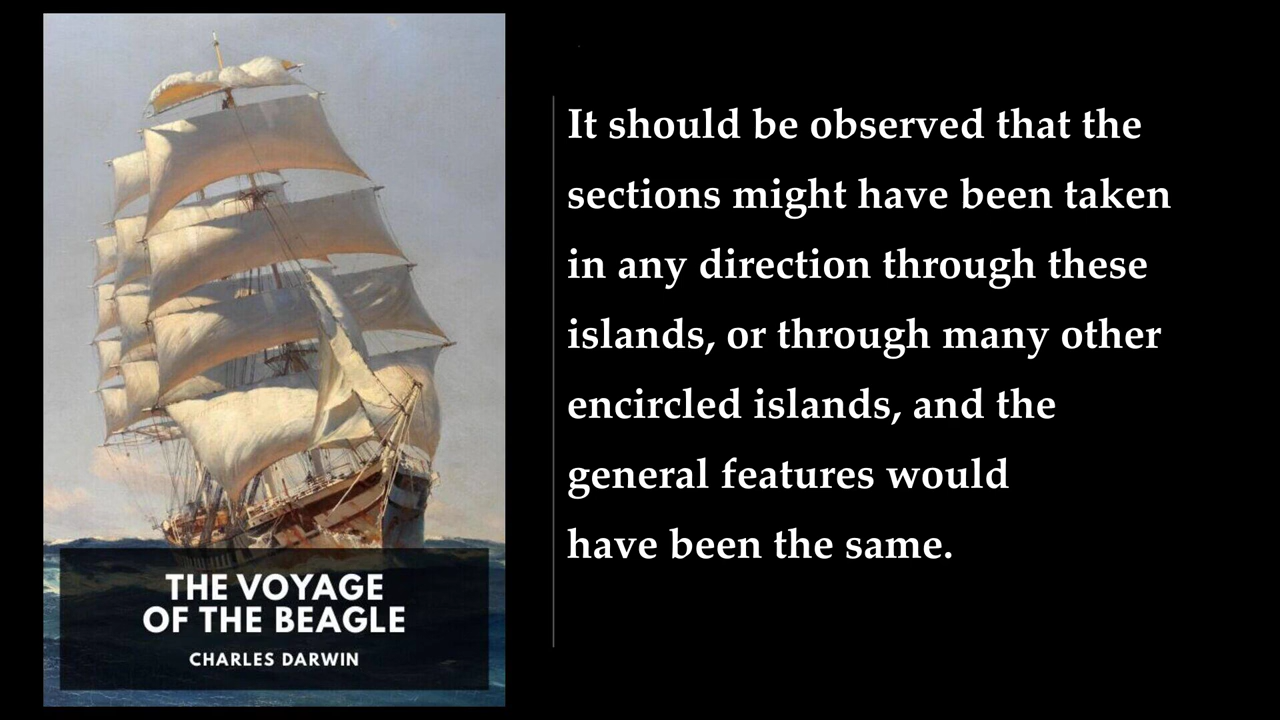 THE VOYAGE
OF THE BEAGLE
CHARLES DARWIN
It should be observed that the
sections might have been taken
in any direction through these
islands, or through many other
encircled islands, and the
general features would
have been the same.